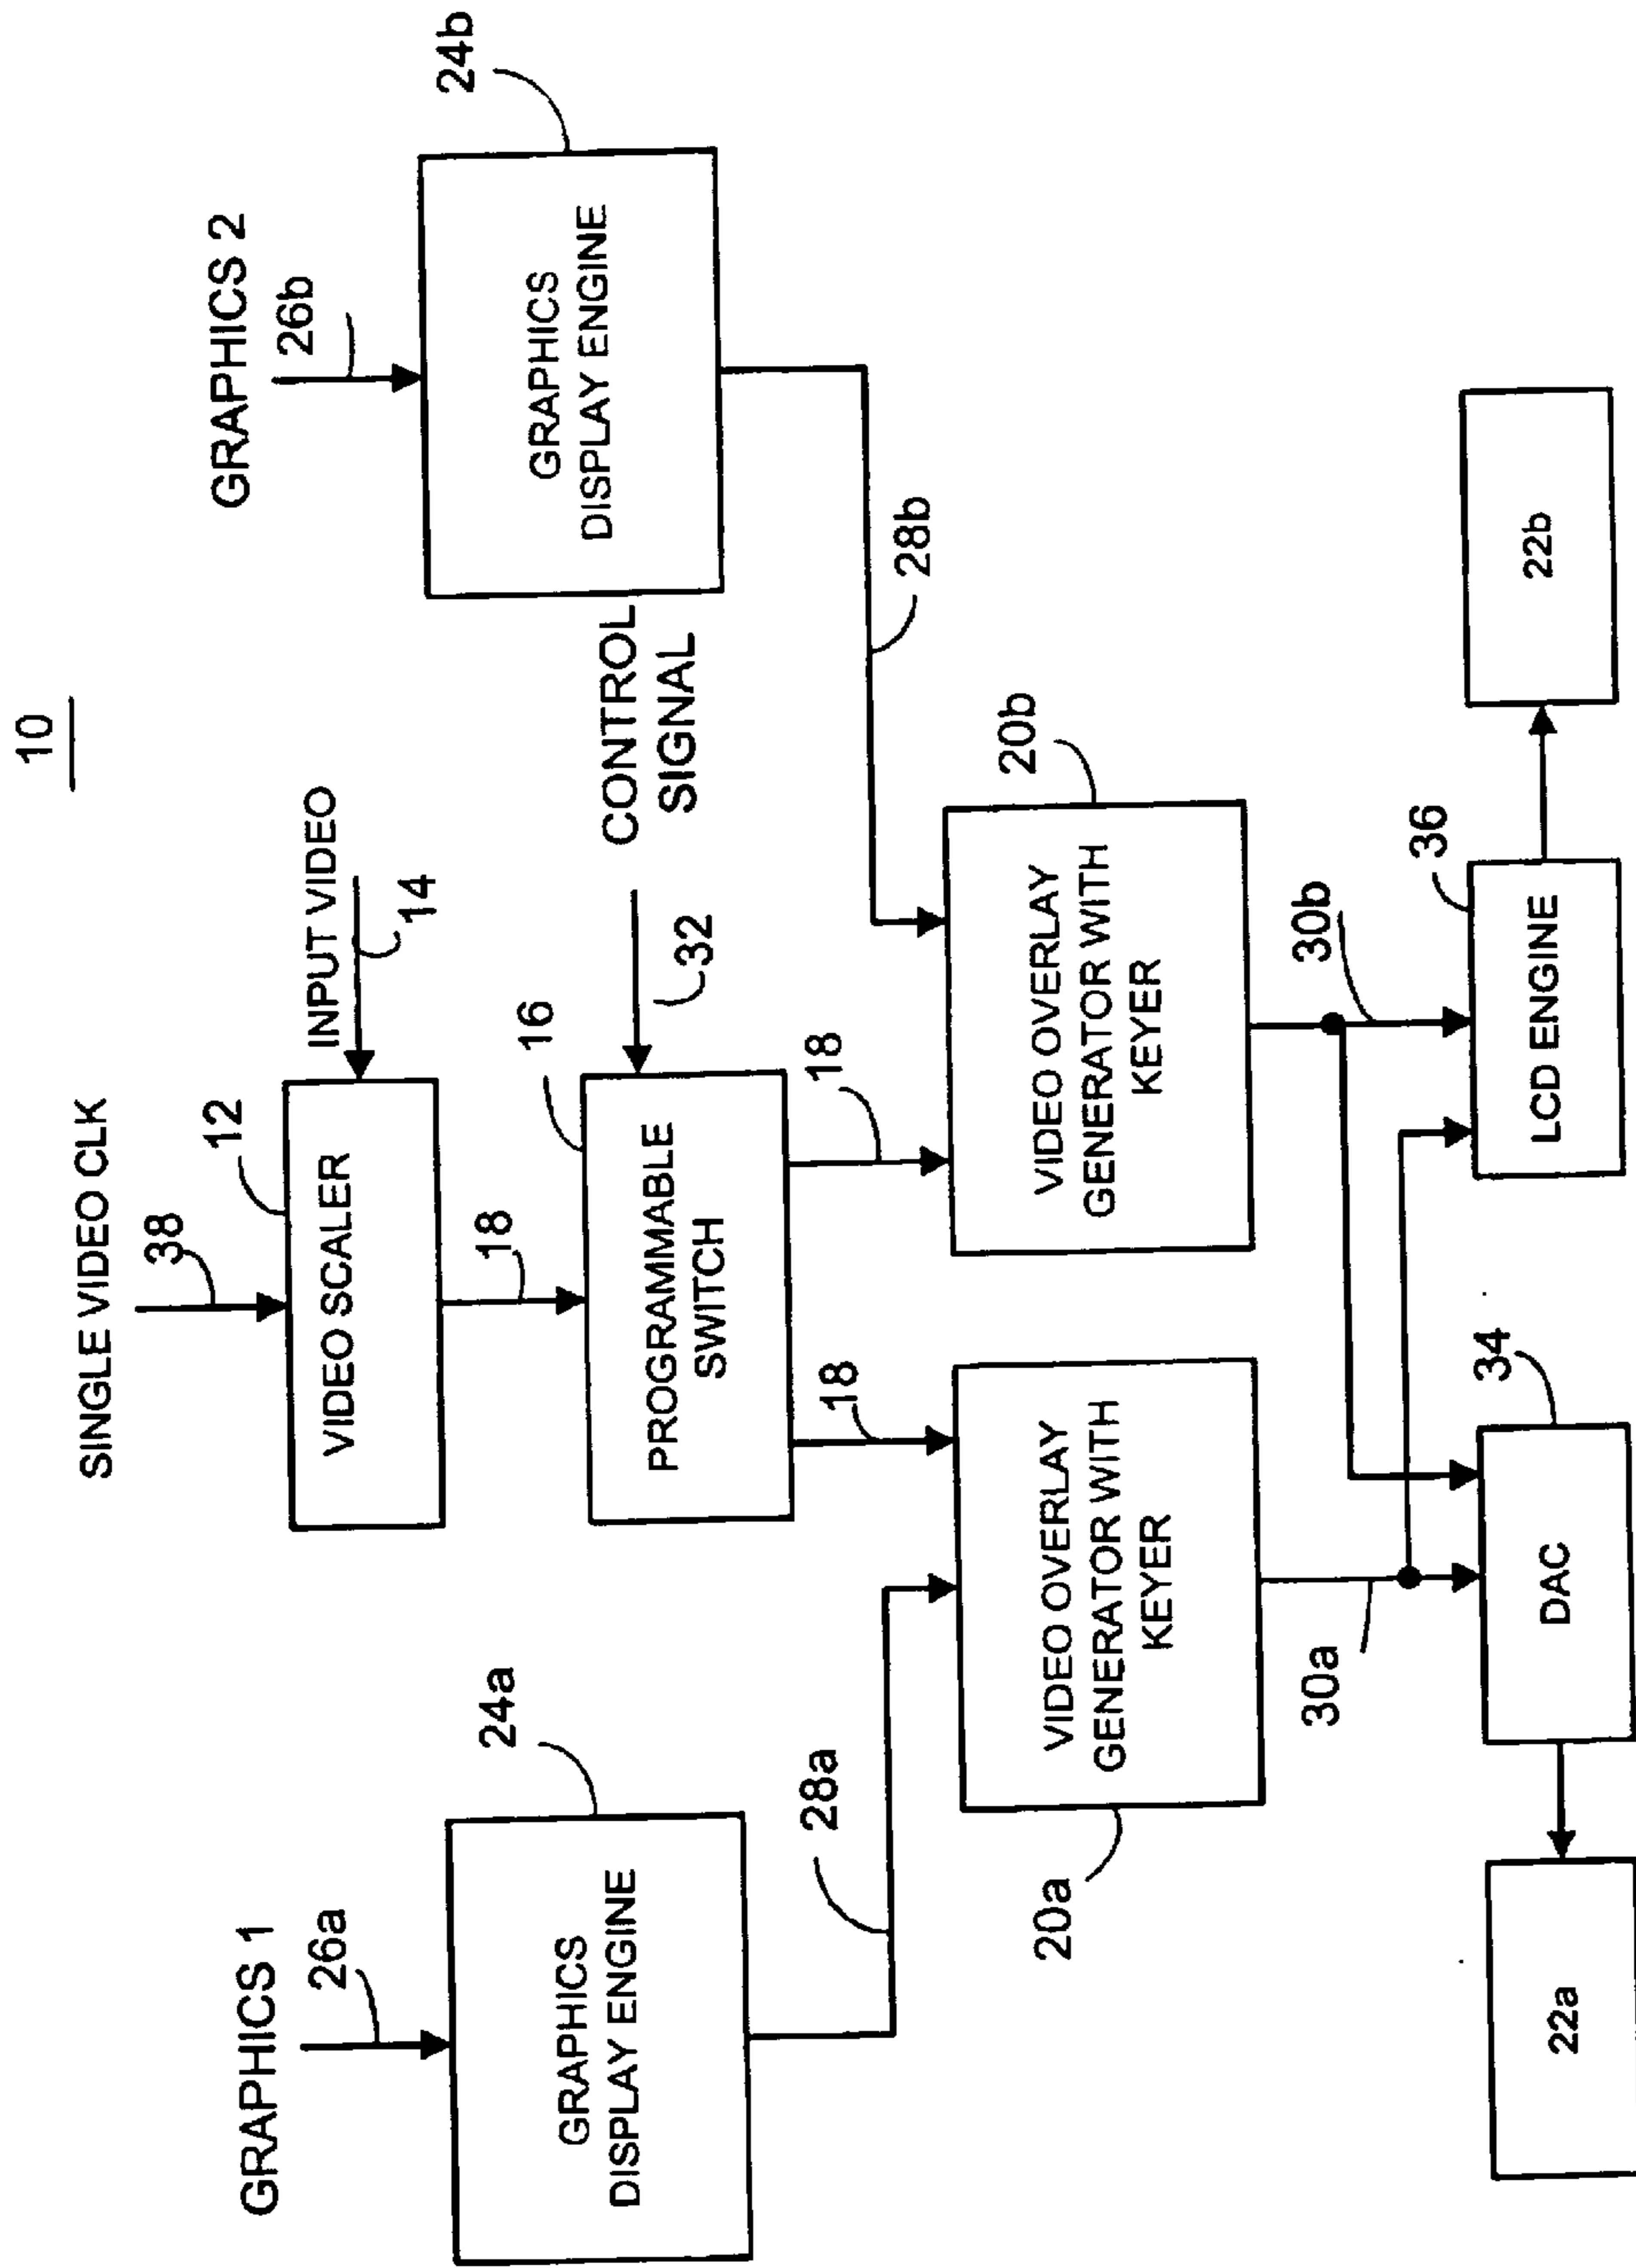 10
SINGLE VIDEO CLK
38
12
INPUT VIDEO
14
VIDEO SCALER
18
GRAPHICS 1
26a
24a
GRAPHICS
DISPLAY ENGINE
28a
16
PROGRAMMABLE
SWITCH
CONTROL
SIGNAL
32
GRAPHICS 2
26b
24b
GRAPHICS
DISPLAY ENGINE
28b
18
18
20a
VIDEO OVERLAY
GENERATOR WITH
KEYER
20b
VIDEO OVERLAY
GENERATOR WITH
KEYER
30a
30b
34
DAC
36
LCD ENGINE
22a
22b